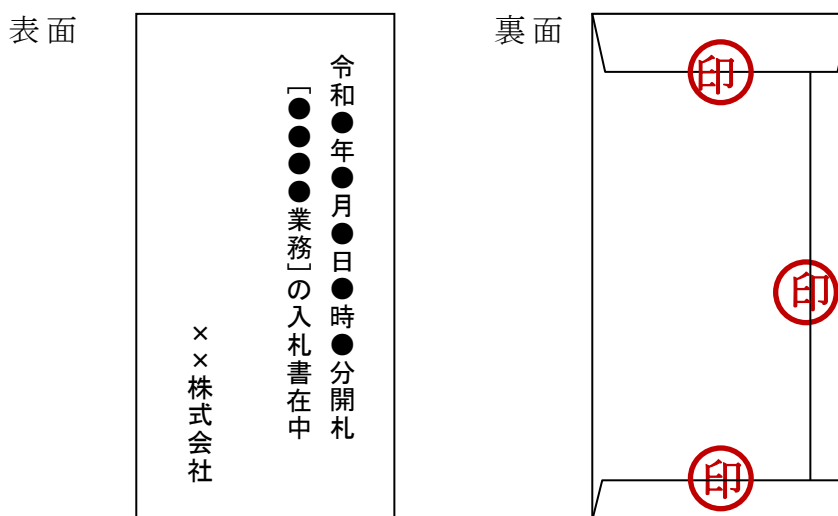 表面
令和●年●月●日●時●分開札
［●●●●業務］の入札書在中
××株式会社
裏面
印
印
印